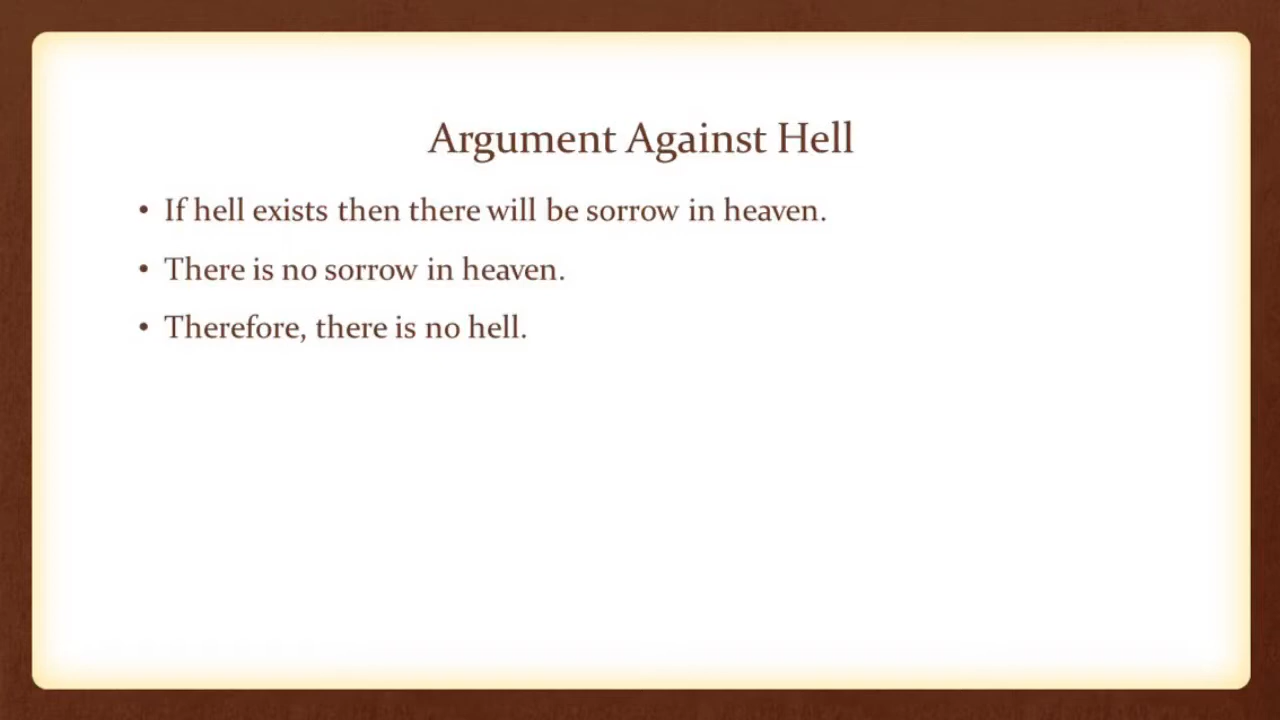 Argument Against Hell
• If hell exists then there will be sorrow in heaven.
• There is no sorrow in heaven.
• Therefore, there is no hell.